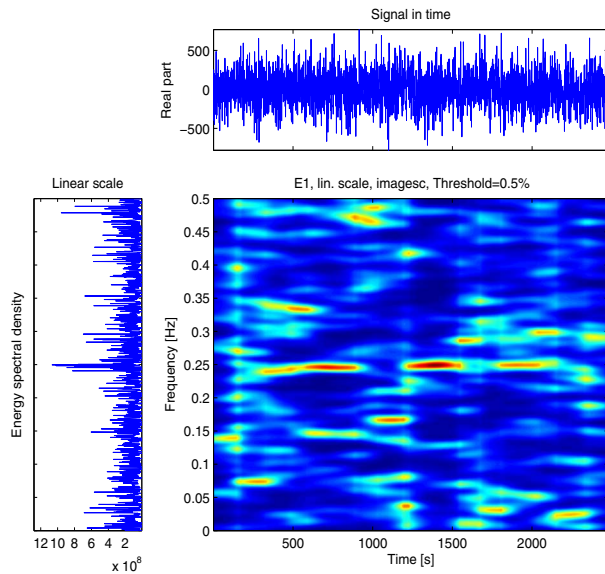 Signal in time
Real part
500
0
−500
Linear scale
E1, lin. scale, imagesc, Threshold=0.5%
Energy spectral density
12 10 8 6 4 2
x 10^8
Frequency [Hz]
0.5
0.45
0.4
0.35
0.3
0.25
0.2
0.15
0.1
0.05
0
500 1000 1500 2000
Time [s]